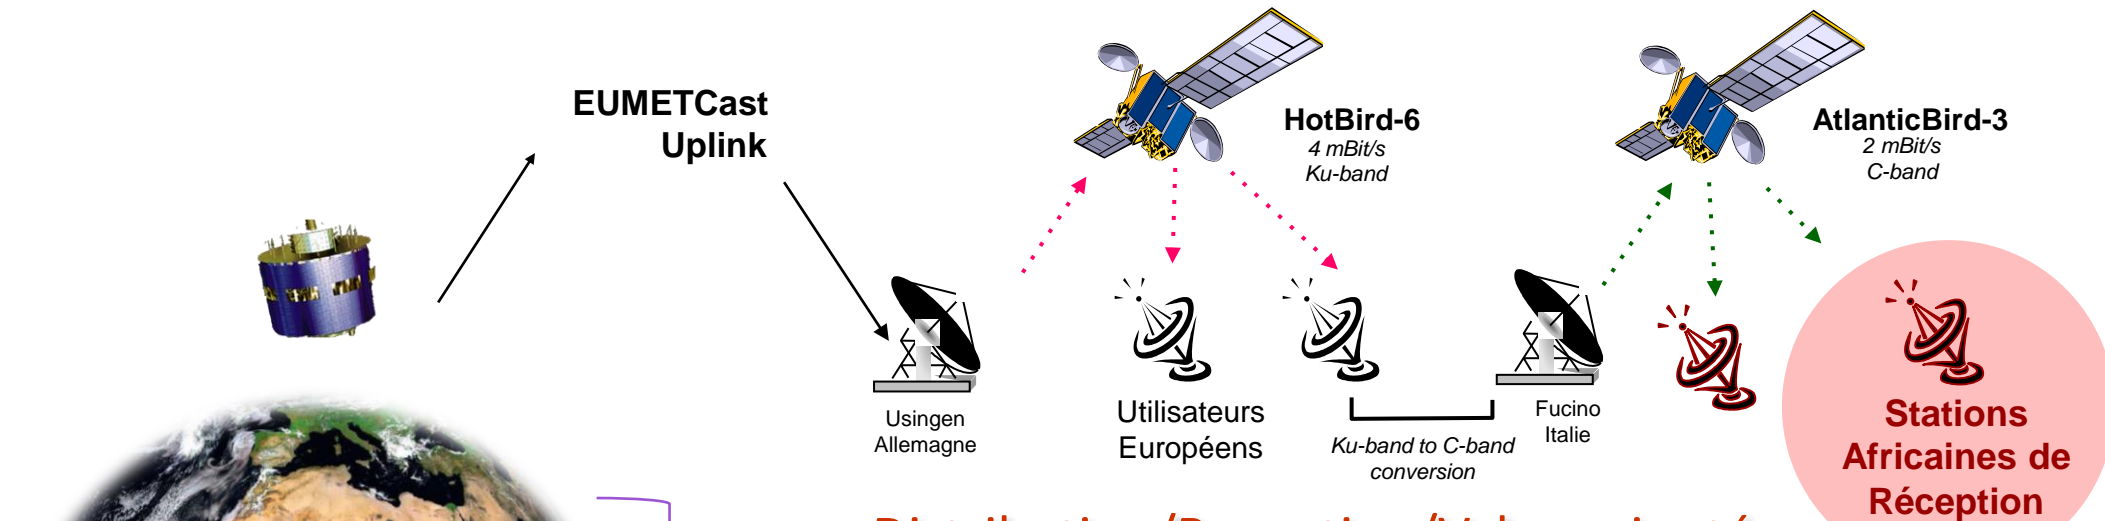 EUMETCast
Uplink
HotBird-6
4 mBit/s
Ku-band
AtlanticBird-3
2 mBit/s
C-band
Usingen
Allemagne
Utilisateurs
Européens
Ku-band to C-band
conversion
Fucino
Italie
Stations
Africaines de
Réception